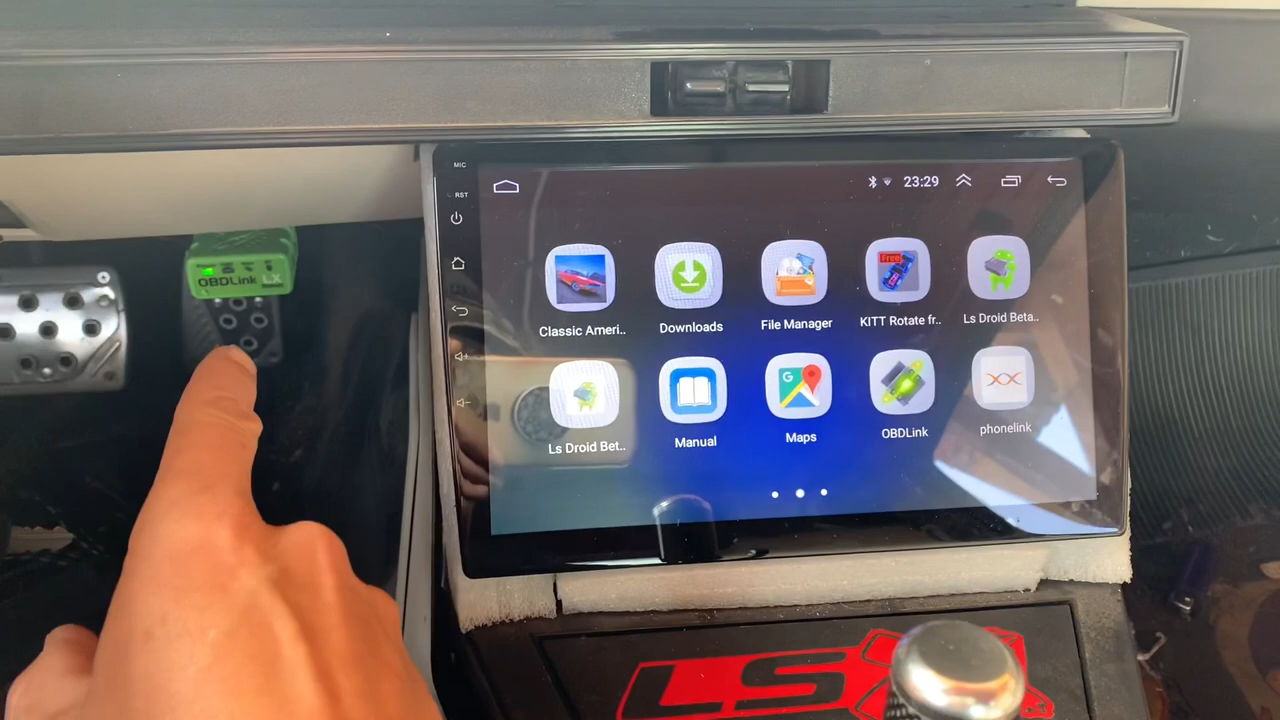 MIC
RST
23:29
OBDLink LX
Free
Classic Ameri..
Downloads
File Manager
KITT Rotate fr..
Ls Droid Beta..
G
Ls Droid Bet..
Manual
Maps
OBDLink
phonelink
LS